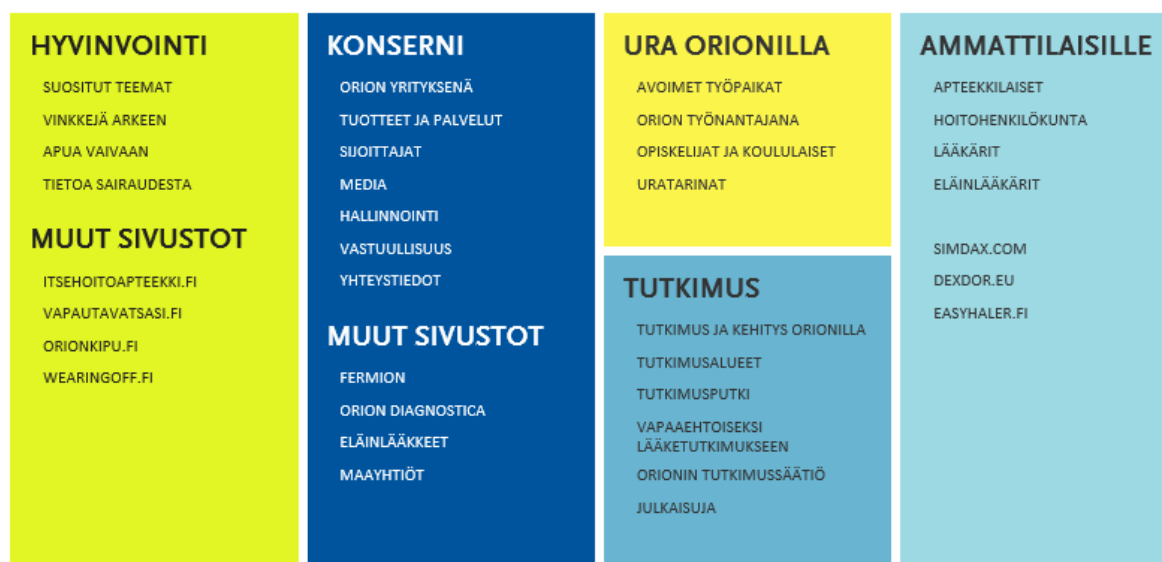 HYVINVOINTI
SUOSITUT TEEMAT
VINKKEJÄ ARKEEN
APUA VAIVAAN
TIETOA SAIRAUDESTA
MUUT SIVUSTOT
ITSEHOITOAPTEEKKI.FI
VAPAUTAVATSASI.FI
ORIONKIPU.FI
WEARINGOFF.FI
KONSERNI
ORION YRITYKSENÄ
TUOTTEET JA PALVELUT
SIJOITTAJAT
MEDIA
HALLINNOINTI
VASTUULLISUUS
YHTEYSTIEDOT
MUUT SIVUSTOT
FERMION
ORION DIAGNOSTICA
ELÄINLÄÄKKEET
MAAYHTIÖT
URA ORIONILLA
AVOIMET TYÖPAIKAT
ORION TYÖNANTAJANA
OPISKELIJAT JA KOULULAISET
URATARINAT
TUTKIMUS
TUTKIMUS JA KEHITYS ORIONILLA
TUTKIMUSALUEET
TUTKIMUSPUTKI
VAPAAEHTOISEKSI
LÄÄKETUTKIMUKSEEN
ORIONIN TUTKIMUSSÄÄTIÖ
JULKAISUJA
AMMATTILAISILLE
APTEEKKILAISET
HOITOHENKILÖKUNTA
LÄÄKÄRIT
ELÄINLÄÄKÄRIT
SIMDAX.COM
DEXDOR.EU
EASYHALER.FI